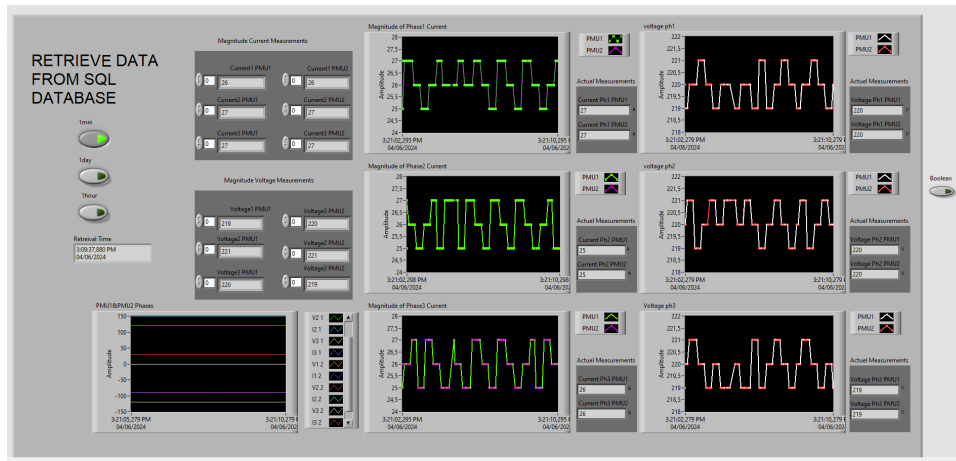 RETRIEVE DATA
FROM SQL
DATABASE
1min
1day
1hour
Retreival Time
3:09:37,880 PM
04/06/2024
Magnitude Current Meaurements
Current1 PMU1
0
26
Current1 PMU2
0
26
Current2 PMU1
0
27
Current2 PMU2
0
27
Current3 PMU1
0
27
Current3 PMU2
0
27
Magnitude Voltage Meaurements
Voltage1 PMU1
0
219
Voltage3 PMU2
0
220
Voltage2 PMU1
0
221
Voltage2 PMU2
0
221
Voltage3 PMU1
0
220
Voltage3 PMU2
0
219
PMU1&PMU2 Phases
Amplitude
150
100
50
0
-50
-100
-150
3:21:05,279 PM
04/06/2024
3:21:10,279 P
04/06/202
V2 1
I2 1
V3 1
I3 1
V1 2
I1 2
V2 2
I2 2
V3 2
I3 2
Magnitude of Phase1 Current
Amplitude
28
27,5
27
26,5
26
25,5
25
24,5
24
3:21:02,295 PM
04/06/2024
3:21:10,295 P
04/06/202
PMU1
PMU2
Actuel Measurements
Current Ph1 PMU1
27
A
Current Ph1 PMU2
27
A
voltage ph1
Amplitude
222
221,5
221
220,5
220
219,5
219
218,5
218
3:21:02,279 PM
04/06/2024
3:21:10,279 P
04/06/202
PMU1
PMU2
Actuel Measurements
Voltage Ph1 PMU1
220
V
Voltage Ph1 PMU2
220
V
Magnitude of Phase2 Current
Amplitude
28
27,5
27
26,5
26
25,5
25
24,5
24
3:21:02,298 PM
04/06/2024
3:21:10,298
04/06/202
PMU1
PMU2
Actuel Measurements
Current Ph2 PMU1
25
A
Current Ph2 PMU2
25
A
voltage ph2
Amplitude
222
221,5
221
220,5
220
219,5
219
218,5
218
3:21:02,279 PM
04/06/2024
3:21:10,279 P
04/06/202
PMU1
PMU2
Actuel Measurements
Voltage Ph2 PMU1
220
V
Voltage Ph2 PMU2
220
V
Magnitude of Phase3 Current
Amplitude
28
27,5
27
26,5
26
25,5
25
24,5
24
3:21:02,295 PM
04/06/2024
3:21:10,295 P
04/06/202
PMU1
PMU2
Actuel Measurements
Current Ph3 PMU1
26
A
Current Ph3 PMU2
26
A
Voltage ph3
Amplitude
222
221,5
221
220,5
220
219,5
219
218,5
218
3:21:02,279 PM
04/06/2024
3:21:10,279 P
04/06/202
PMU1
PMU2
Actuel Measurements
Voltage Ph3 PMU1
219
V
Voltage Ph3 PMU2
219
V
Boolean